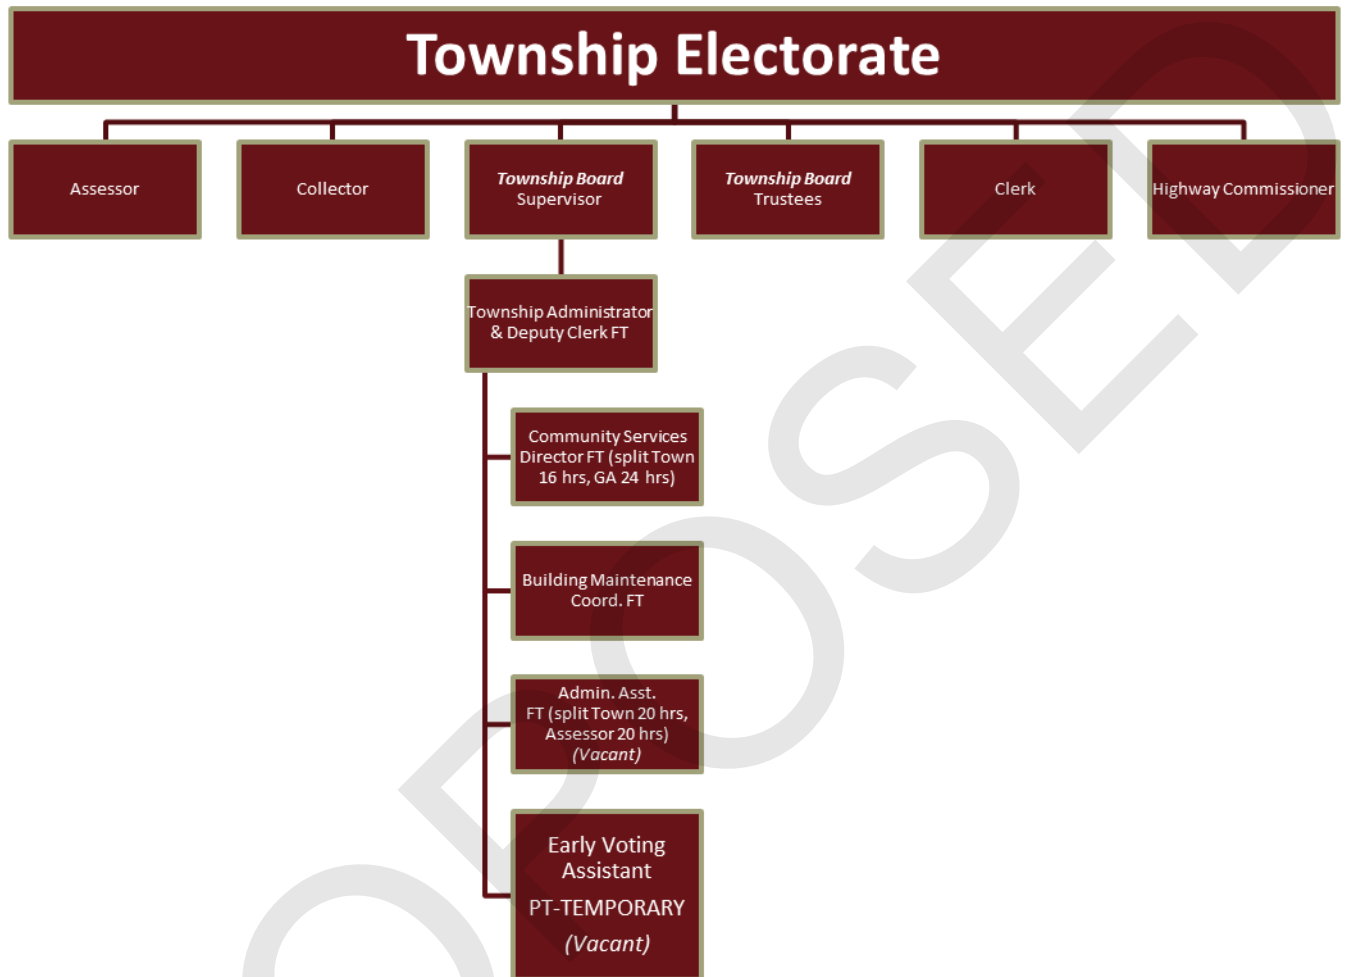 Township Electorate
Assessor
Collector
Township Board
Supervisor
Township Board
Trustees
Clerk
Highway Commissioner
Township Administrator
& Deputy Clerk FT
Community Services
Director FT (split Town
16 hrs, GA 24 hrs)
Building Maintenance
Coord. FT
Admin. Asst.
FT (split Town 20 hrs,
Assessor 20 hrs)
(Vacant)
Early Voting
Assistant
PT-TEMPORARY
(Vacant)
OPOSED